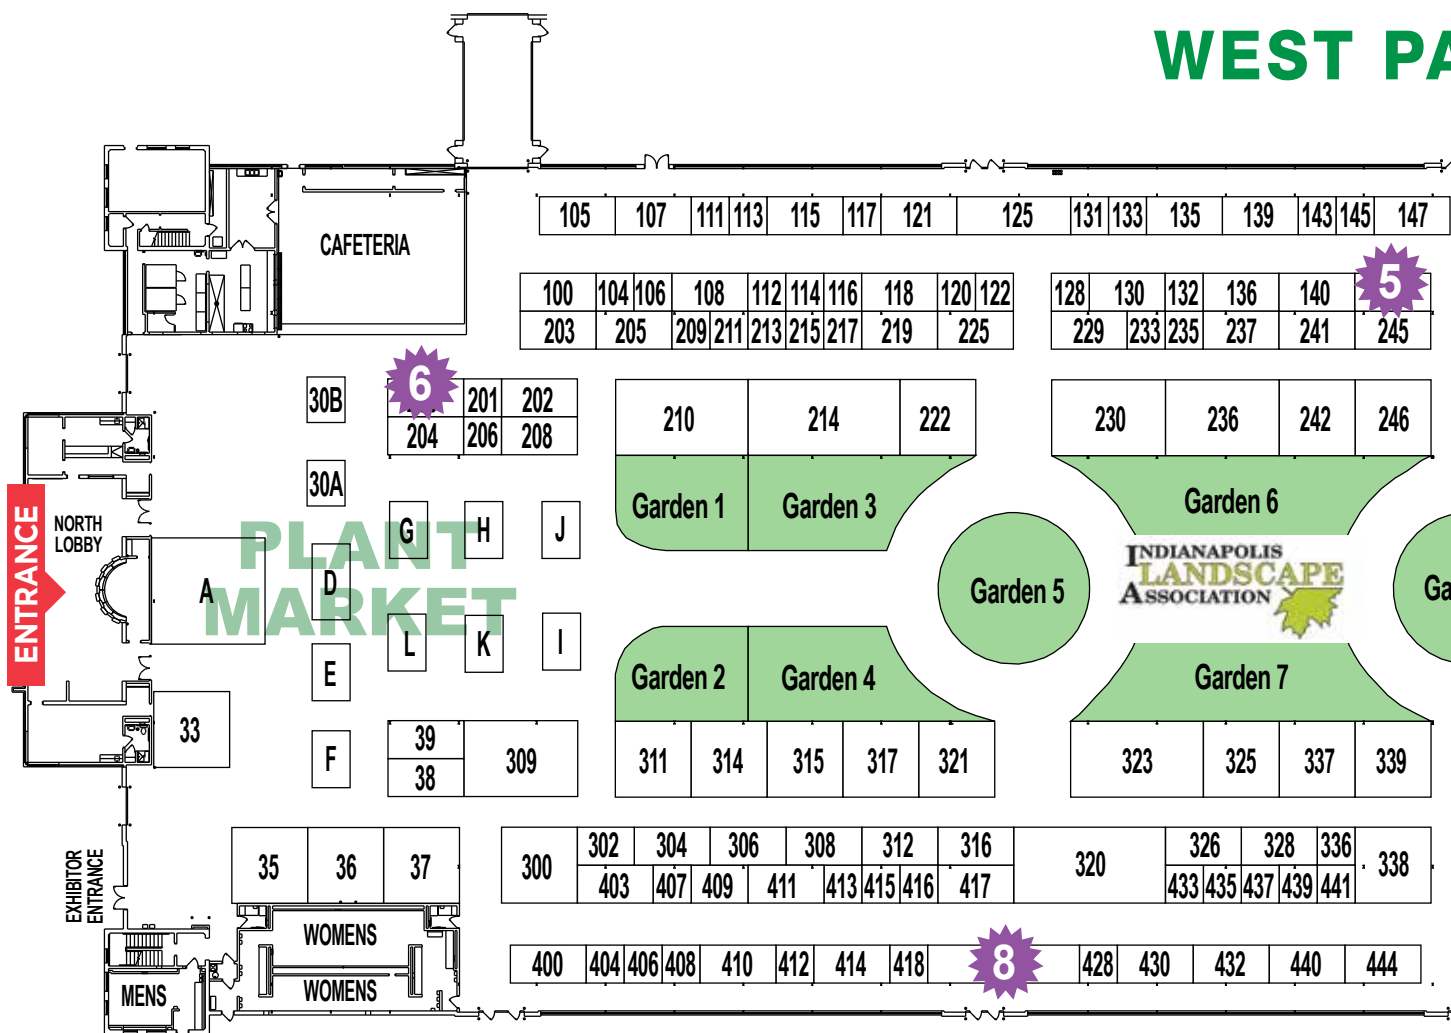 WEST PA
105 107 111 113 115 117 121 125 131 133 135 139 143 145 147
CAFETERIA
100 104 106 108 112 114 116 118 120 122 128 130 132 136 140 5
203 205 209 211 213 215 217 219 225 229 233 235 237 241 245
6
30B 201 202 210 214 222 230 236 242 246
204 206 208
30A
Garden 1 Garden 3 Garden 6
ENTRANCE
NORTH
LOBBY
PLANT
MARKET
G H J
A D
INDIANAPOLIS
LANDSCAPE
ASSOCIATION
Garden 5 Ga
L K I
E
Garden 2 Garden 4 Garden 7
33
F
39 309 311 314 315 317 321 323 325 337 339
38
EXHIBITOR
ENTRANCE
35 36 37 300 302 304 306 308 312 316 320 326 328 336 338
403 407 409 411 413 415 416 417 433 435 437 439 441
WOMENS
400 404 406 408 410 412 414 418 8 428 430 432 440 444
MENS WOMENS